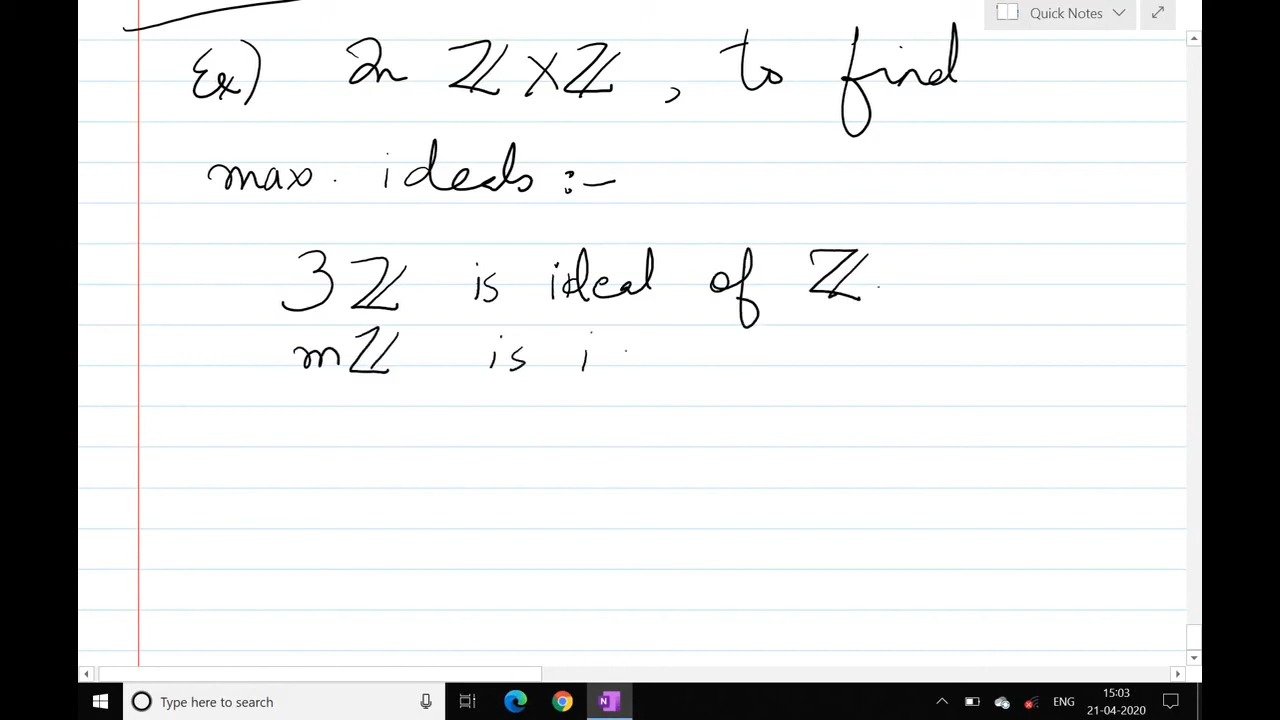 Quick Notes
Ex) In ℤ×ℤ, to find
max. ideals :-
3ℤ is ideal of ℤ.
mℤ is i
Type here to search
ENG
15:03
21-04-2020